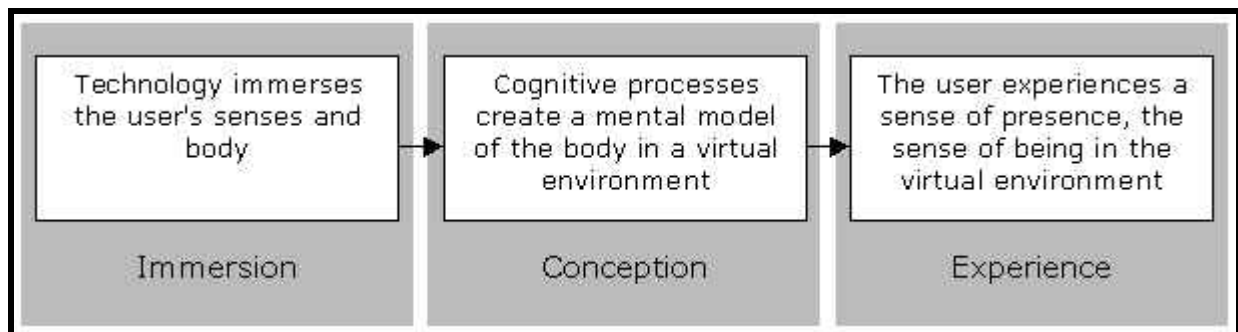 Technology immerses
the user's senses and
body
Immersion
Cognitive processes
create a mental model
of the body in a virtual
environment
Conception
The user experiences a
sense of presence, the
sense of being in the
virtual environment
Experience